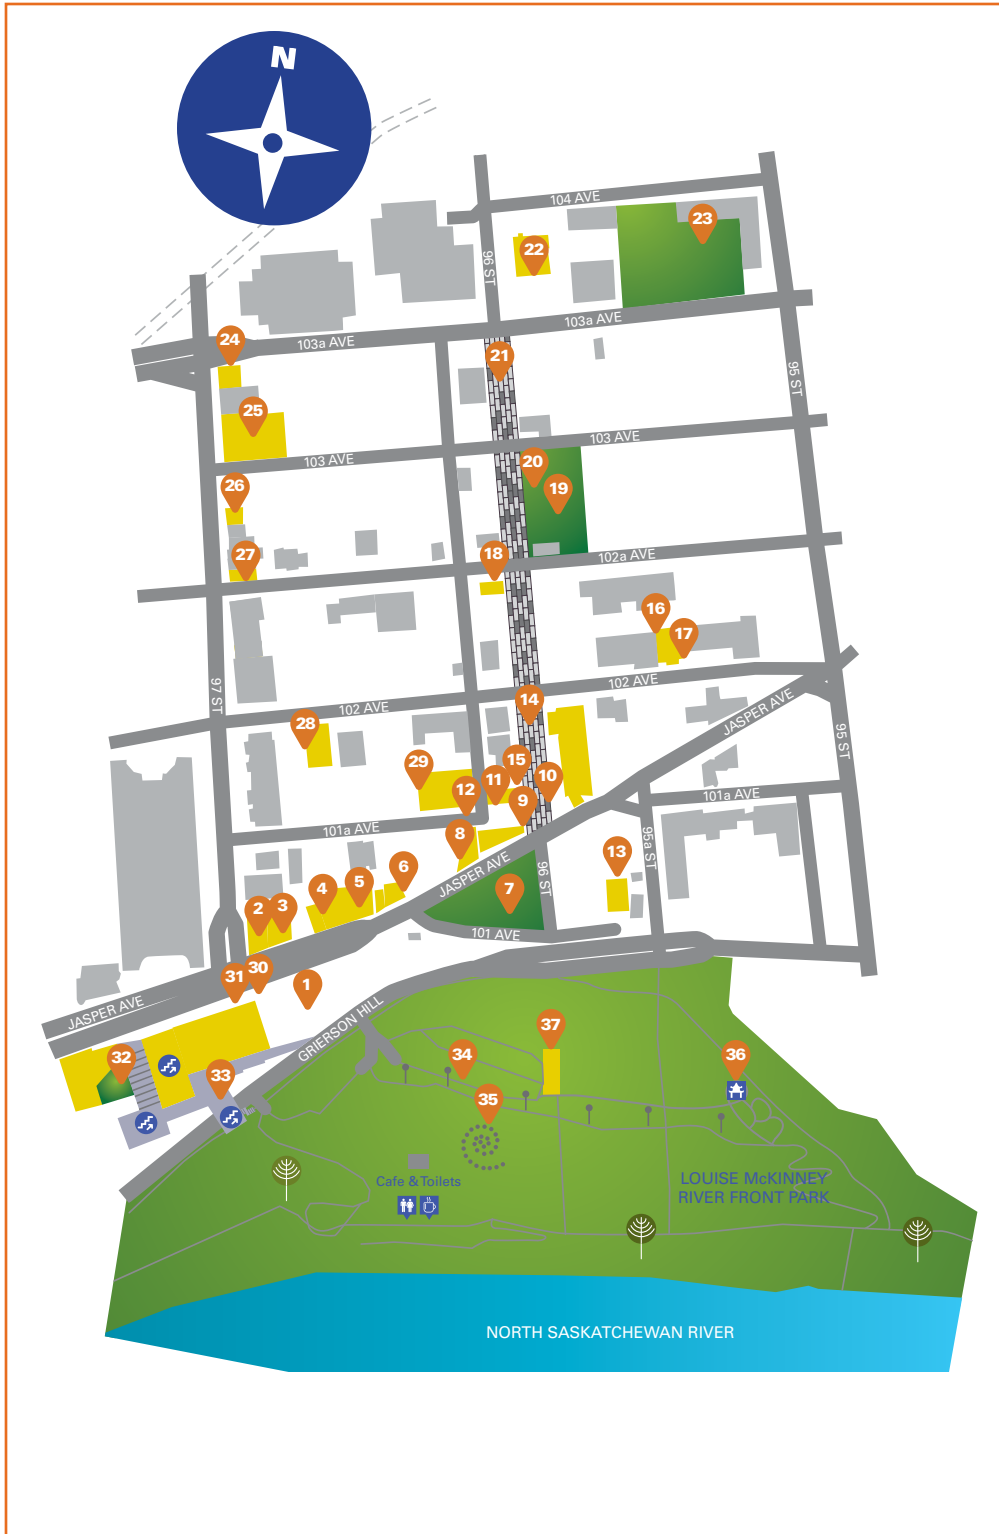 N
104 AVE
23
22
96 ST
103a AVE
24
103a AVE
21
95 ST
25
103 AVE
20
103 AVE
19
26
18
27
102a AVE
16
17
97 ST
102 AVE
14
102 AVE
JASPER AVE
28
95 ST
29
15
11
10
12
9
101a AVE
101a AVE
8
95a ST
13
JASPER AVE
96 ST
6
5
4
7
2
3
101 AVE
31
30
1
JASPER AVE
GRIERSON HILL
37
32
34
36
33
35
Cafe & Toilets
LOUISE McKINNEY
RIVER FRONT PARK
NORTH SASKATCHEWAN RIVER